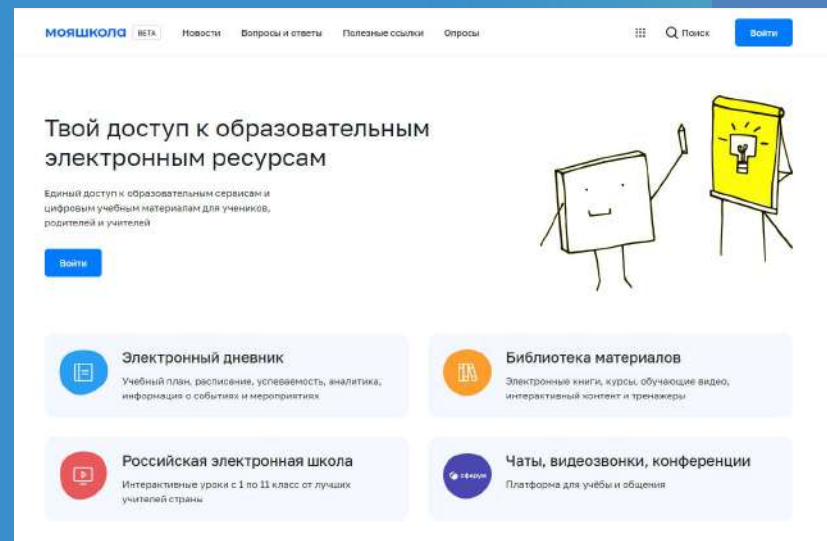 МОЯШКОЛА BETA Новости Вопросы и ответы Полезные ссылки Опросы Поиск Войти
Твой доступ к образовательным
электронным ресурсам
Единый доступ к образовательным сервисам и
цифровым учебным материалам для учеников,
родителей и учителей
Войти
Электронный дневник
Учебный план, расписание, успеваемость, аналитика,
информация о событиях и мероприятиях
Библиотека материалов
Электронные книги, курсы, обучающие видео,
интерактивный контент и тренажеры
Российская электронная школа
Интерактивные уроки с 1 по 11 класс от лучших
учителей страны
сферум
Чаты, видеозвонки, конференции
Платформа для учёбы и общения